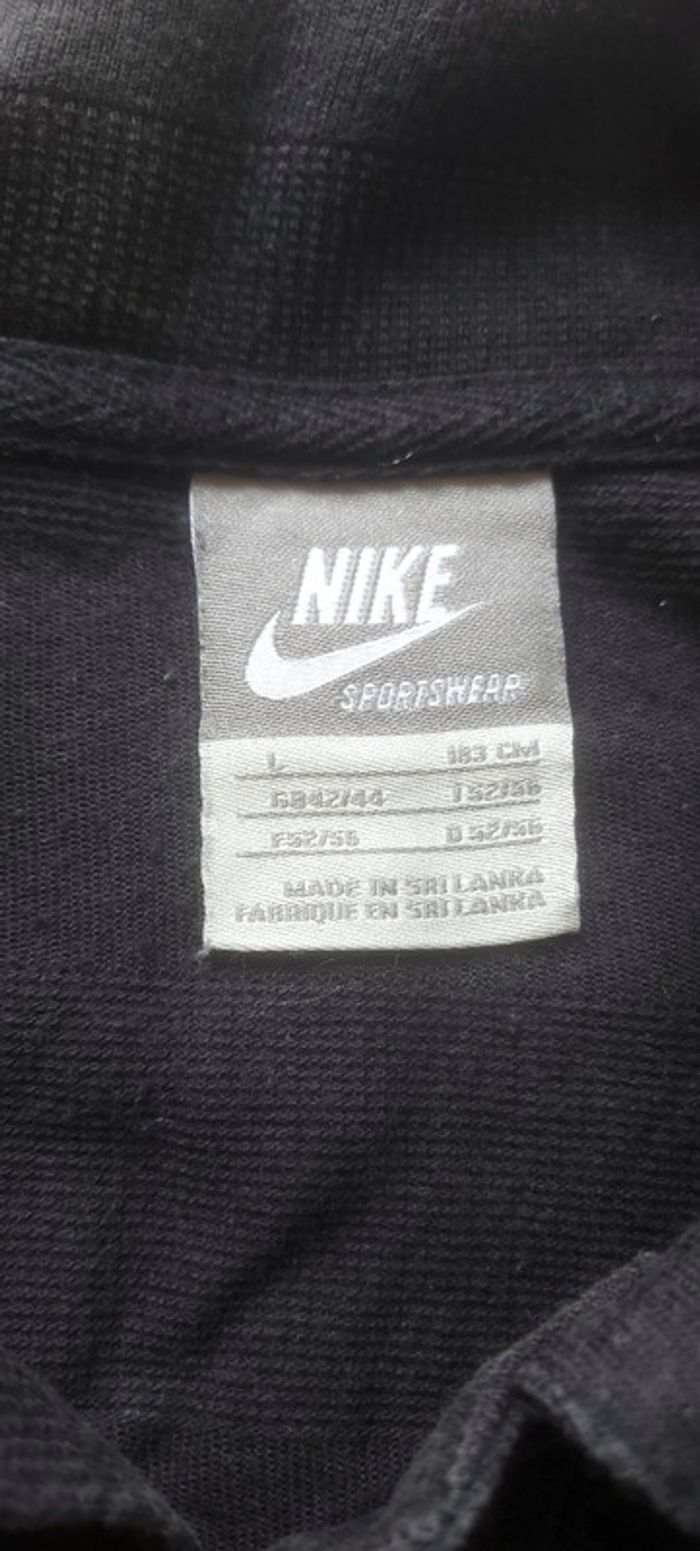 NIKE
SPORTSWEAR
L 183 CM
GB42/44 I 52/56
F52/56 D 52/56
MADE IN SRI LANKA
FABRIQUE EN SRI LANKA